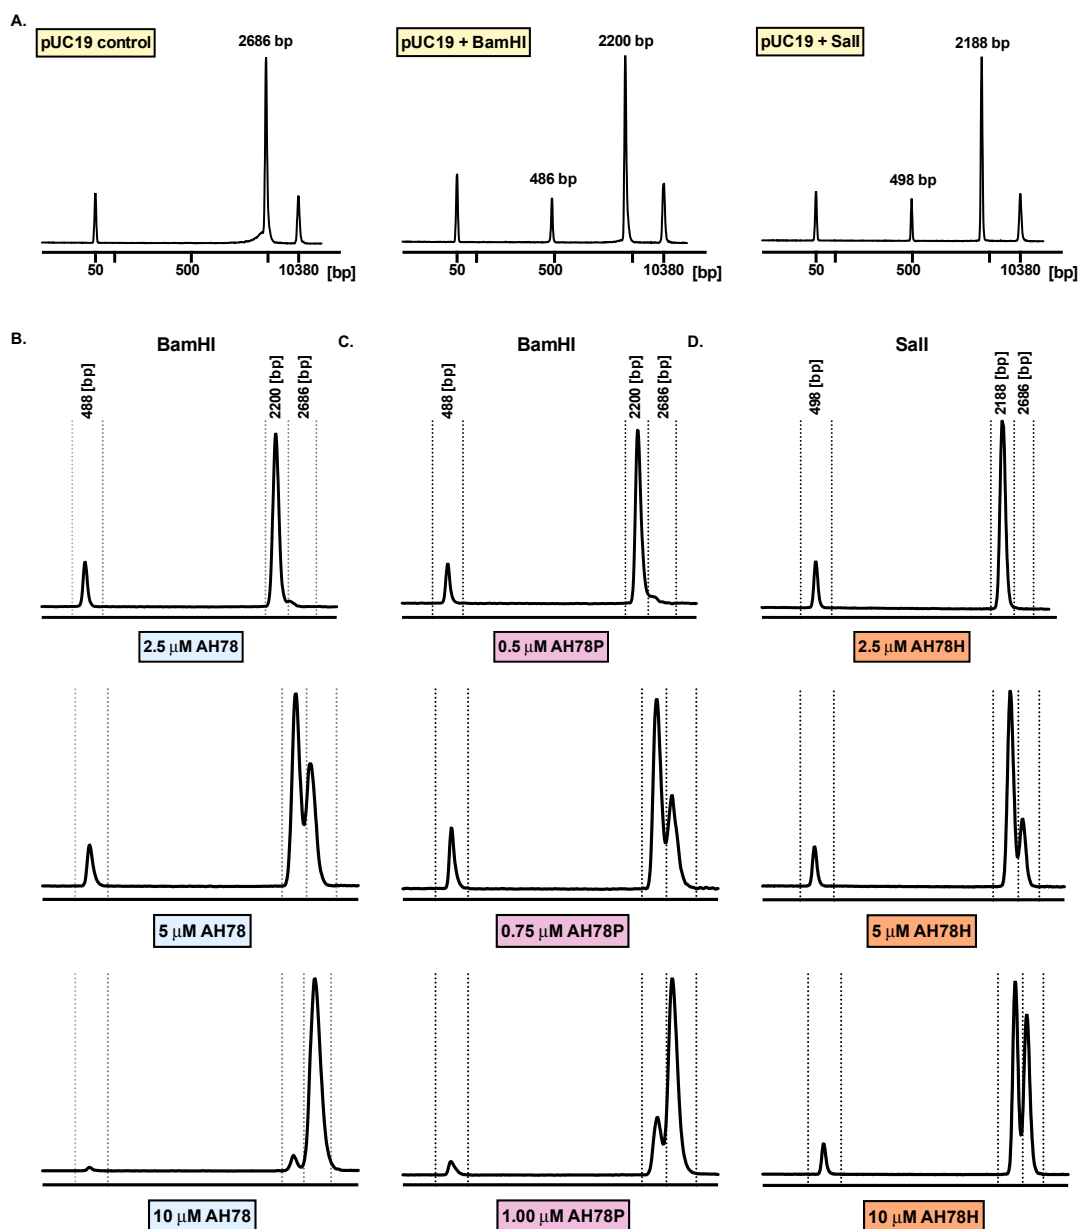 A.
pUC19 control
2686 bp
50
500
10380
[bp]
pUC19 + BamHI
486 bp
2200 bp
50
500
10380
[bp]
pUC19 + SalI
498 bp
2188 bp
50
500
10380
[bp]
B.
BamHI
488 [bp]
2200 [bp]
2686 [bp]
2.5 μM AH78
5 μM AH78
10 μM AH78
C.
BamHI
488 [bp]
2200 [bp]
2686 [bp]
0.5 μM AH78P
0.75 μM AH78P
1.00 μM AH78P
D.
SalI
498 [bp]
2188 [bp]
2686 [bp]
2.5 μM AH78H
5 μM AH78H
10 μM AH78H